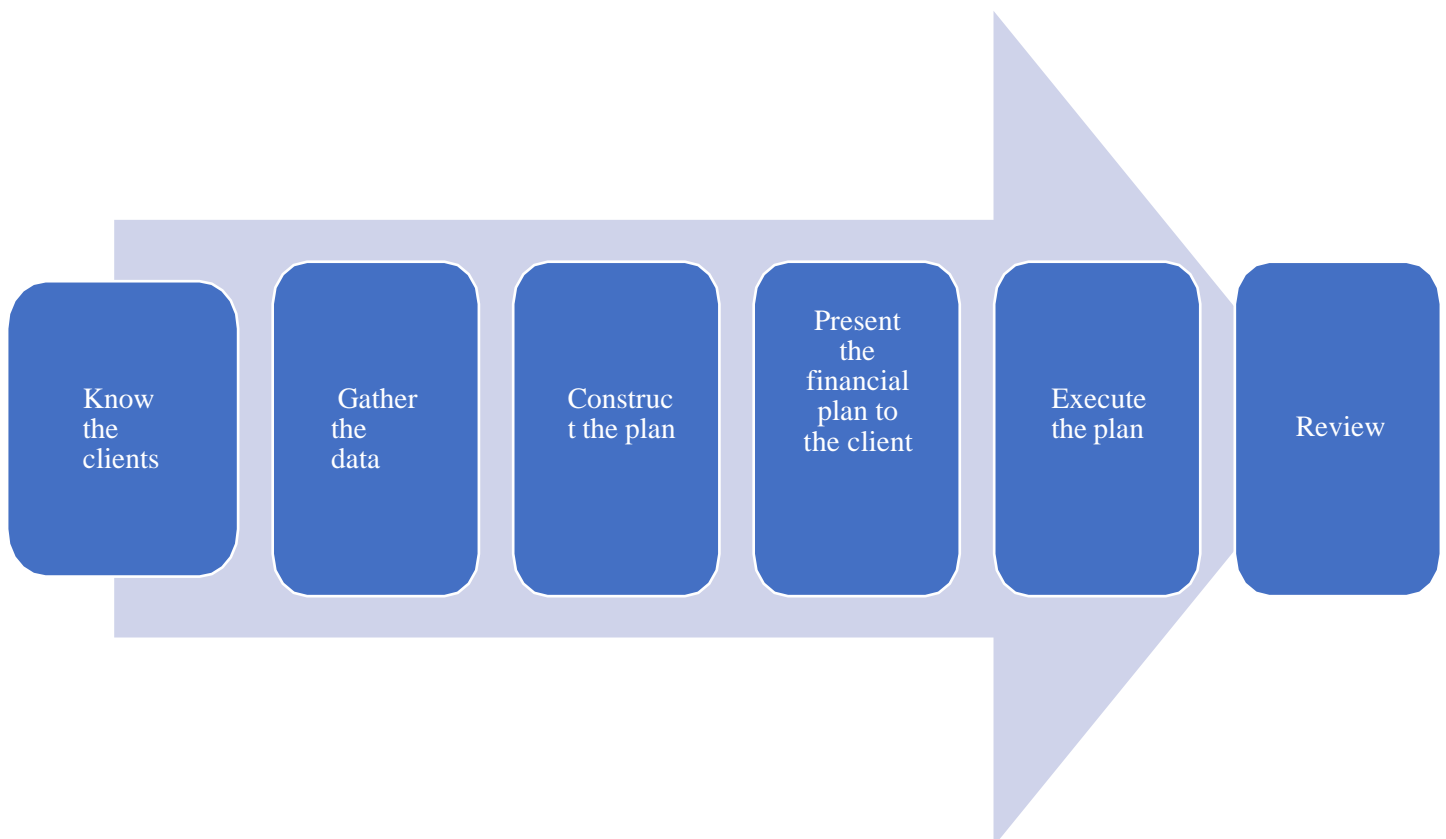 Know
the
clients
Gather
the
data
Construc
t the plan
Present
the
financial
plan to
the client
Execute
the plan
Review